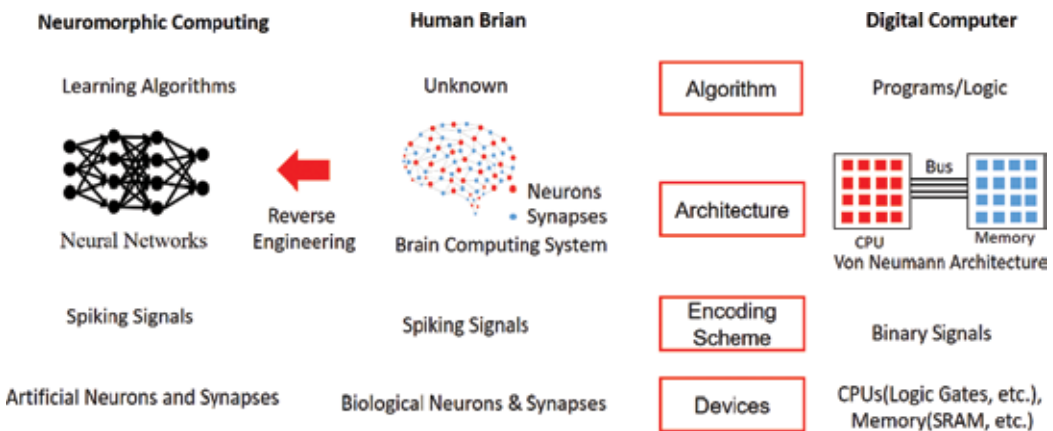 Neuromorphic Computing
Human Brian
Digital Computer
Learning Algorithms
Unknown
Algorithm
Programs/Logic
Neural Networks
Reverse
Engineering
Neurons
Synapses
Brain Computing System
Architecture
Bus
CPU
Memory
Von Neumann Architecture
Spiking Signals
Spiking Signals
Encoding
Scheme
Binary Signals
Artificial Neurons and Synapses
Biological Neurons & Synapses
Devices
CPUs(Logic Gates, etc.),
Memory(SRAM, etc.)